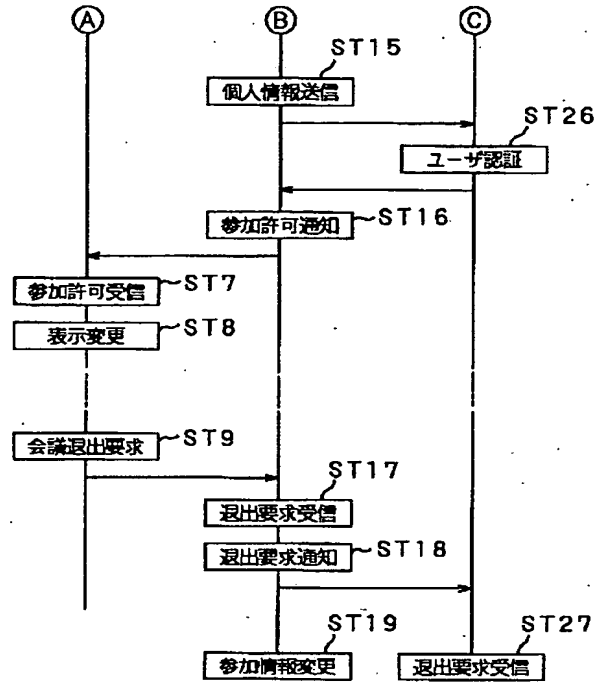 A B C
ST15
個人情報送信
ST26
ユーザ認証
参加許可通知 ST16
参加許可受信 ST7
表示変更 ST8
会議退出要求 ST9
ST17
退出要求受信
退出要求通知 ST18
ST19 ST27
参加情報変更 退出要求受信